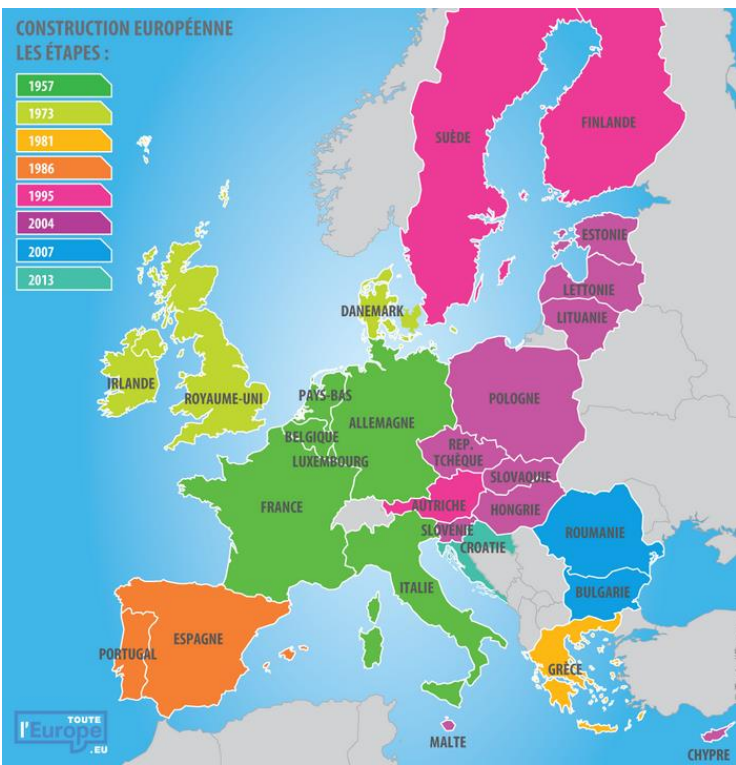 CONSTRUCTION EUROPÉENNE
LES ÉTAPES :
1957
1973
1981
1986
1995
2004
2007
2013
SUÈDE
FINLANDE
ESTONIE
LETTONIE
LITUANIE
DANEMARK
IRLANDE
ROYAUME-UNI
PAYS-BAS
ALLEMAGNE
POLOGNE
BELGIQUE
LUXEMBOURG
REP.
TCHÈQUE
SLOVAQUIE
FRANCE
AUTRICHE
HONGRIE
SLOVÉNIE
CROATIE
ROUMANIE
ITALIE
BULGARIE
PORTUGAL
ESPAGNE
GRÈCE
MALTE
CHYPRE
TOUTE
l'Europe
.EU